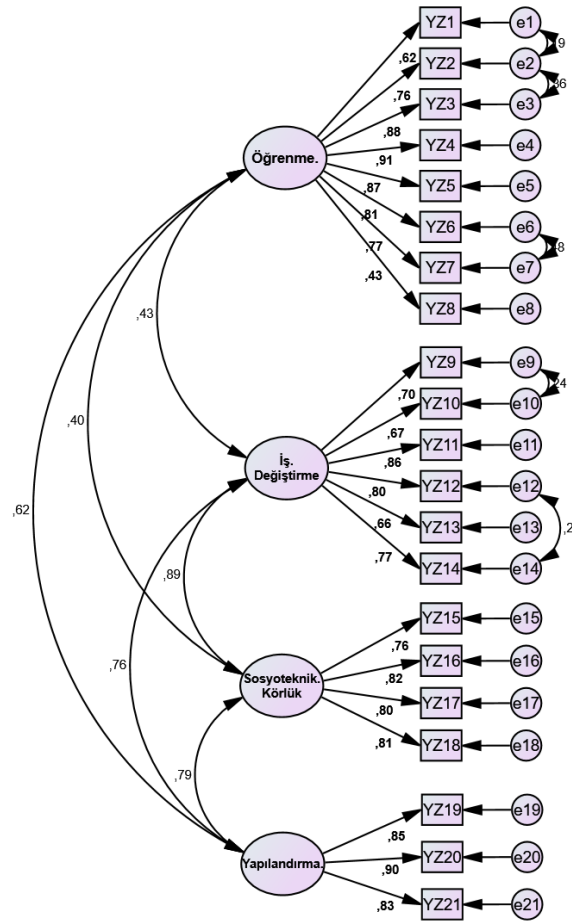 YZ1
e1
,62
YZ2
e2
,76
YZ3
e3
,88
YZ4
e4
Öğrenme.
,91
YZ5
e5
,87
YZ6
e6
,81
YZ7
e7
,77
,43
YZ8
e8
,43
YZ9
e9
,24
,70
YZ10
e10
,40
,67
YZ11
e11
İş.
Değiştirme
,86
YZ12
e12
,80
,62
YZ13
e13
,66
,77
YZ14
e14
,89
YZ15
e15
,76
,76
YZ16
e16
Sosyoteknik.
Körlük
,82
YZ17
e17
,80
,81
YZ18
e18
,79
YZ19
e19
,85
YZ20
e20
Yapılandırma.
,90
,83
YZ21
e21